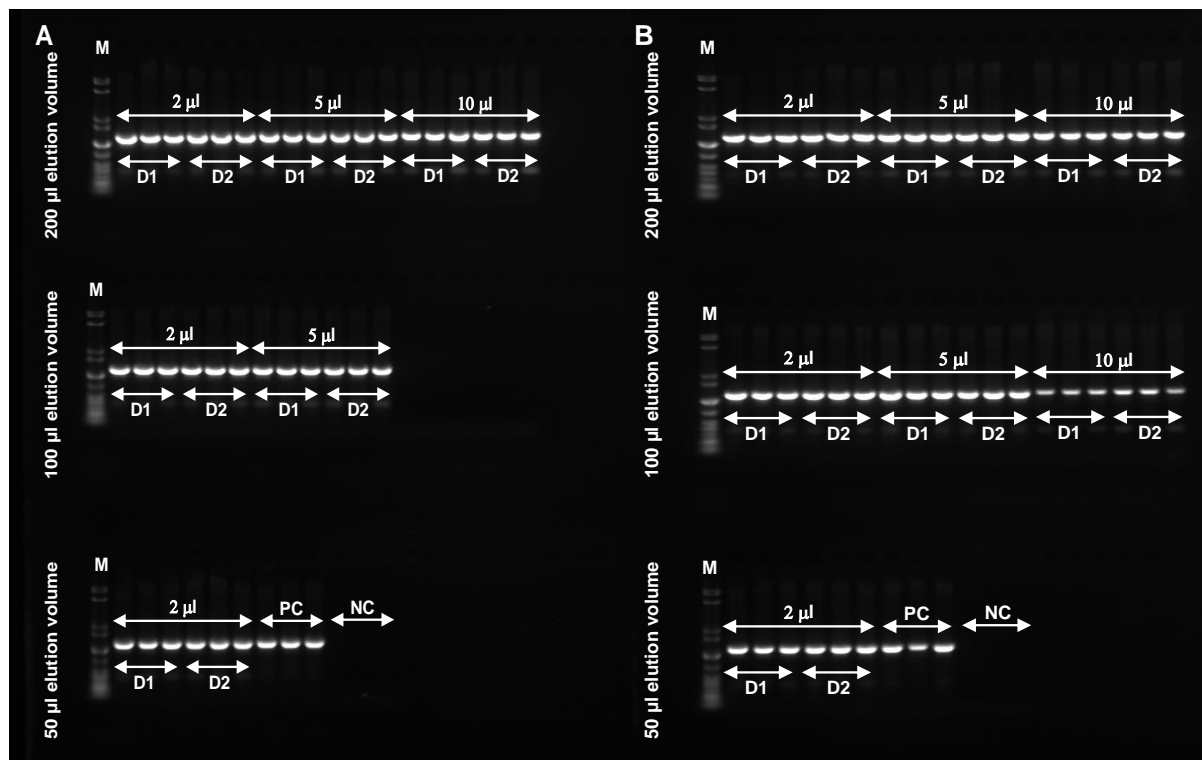 A
200 µl elution volume
M
2 µl 5 µl 10 µl
D1 D2 D1 D2 D1 D2
100 µl elution volume
M
2 µl 5 µl
D1 D2 D1 D2
50 µl elution volume
M
2 µl PC NC
D1 D2
B
200 µl elution volume
M
2 µl 5 µl 10 µl
D1 D2 D1 D2 D1 D2
100 µl elution volume
M
2 µl 5 µl 10 µl
D1 D2 D1 D2 D1 D2
50 µl elution volume
M
2 µl PC NC
D1 D2